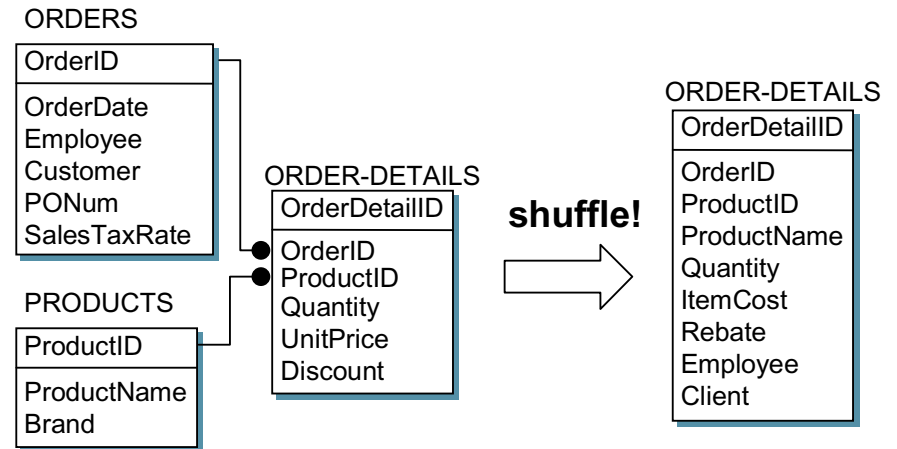 ORDERS
OrderID
OrderDate
Employee
Customer
PONum
SalesTaxRate
PRODUCTS
ProductID
ProductName
Brand
ORDER-DETAILS
OrderDetailID
OrderID
ProductID
Quantity
UnitPrice
Discount
shuffle!
ORDER-DETAILS
OrderDetailID
OrderID
ProductID
ProductName
Quantity
ItemCost
Rebate
Employee
Client